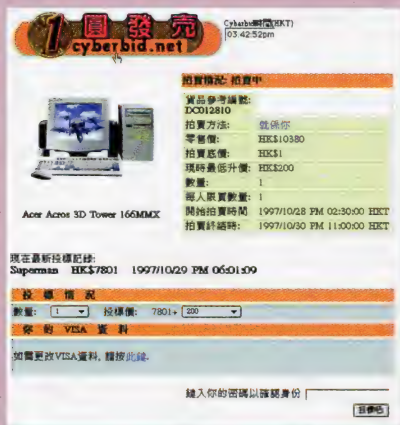 1圓發売
cyberbid.net
Cyberbid時間(HKT)
03:42:52pm
拍賣情況: 拍賣中
貨品參考編號:
DC012810
拍賣方法: 就係你
零售價: HK$10380
拍賣底價: HK$1
現時最低升價: HK$200
數量: 1
每人限買數量: 1
開始拍賣時間 1997/10/28 PM 02:30:00 HKT
拍賣終結時: 1997/10/30 PM 11:00:00 HKT
Acer Acros 3D Tower 166MMX
現在最新投標記錄:
Superman HK$7801 1997/10/29 PM 06:01:09
投標情況
數量: 1 投標價: 7801+ 200
你的 VISA 資料
如需更改VISA資料, 請按此鍵.
鍵入你的密碼以確認身份
投標吧